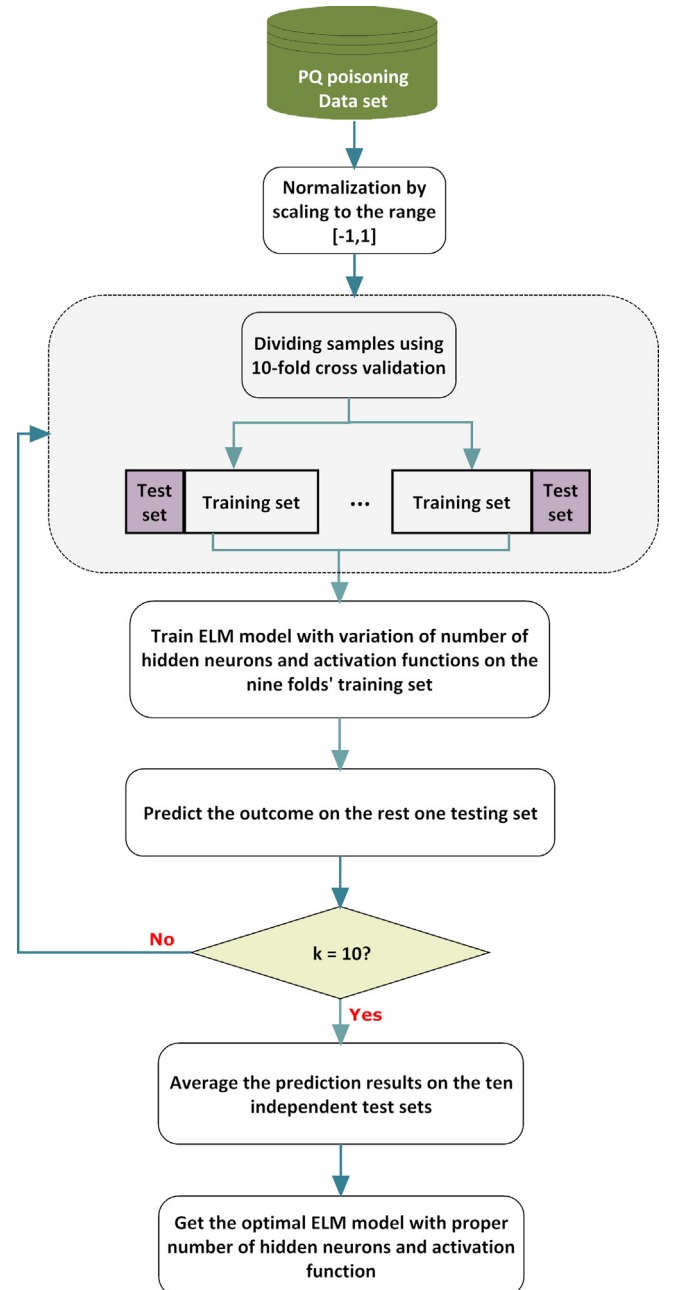 PQ poisoning
Data set
Normalization by
scaling to the range
[-1,1]
Dividing samples using
10-fold cross validation
Test
set
Training set
...
Training set
Test
set
Train ELM model with variation of number of
hidden neurons and activation functions on the
nine folds' training set
Predict the outcome on the rest one testing set
k = 10?
No
Yes
Average the prediction results on the ten
independent test sets
Get the optimal ELM model with proper
number of hidden neurons and activation
function